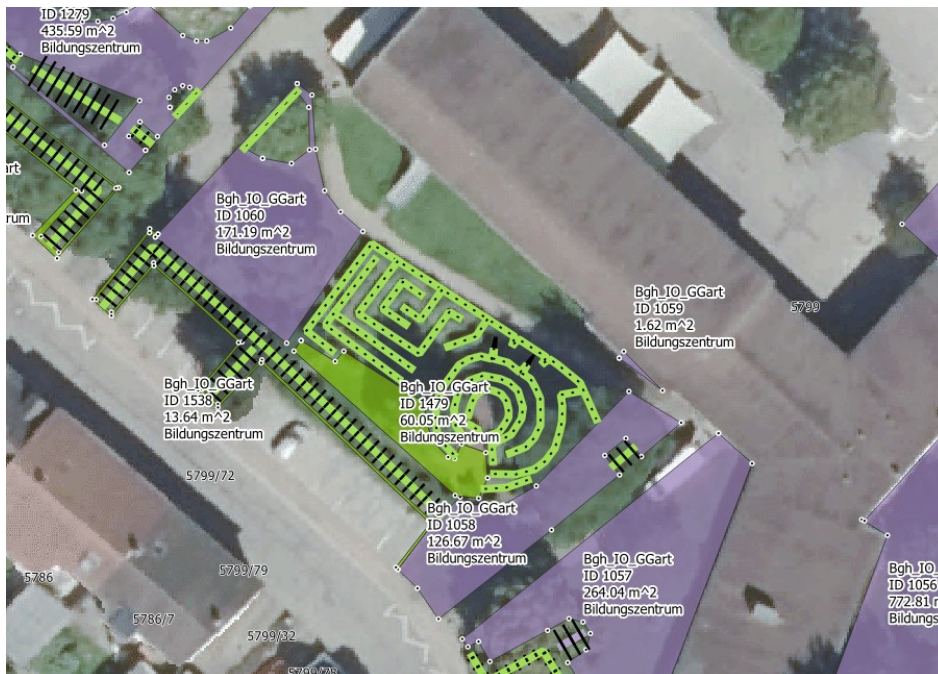 ID 1279
435.59 m^2
Bildungszentrum
art
rum
Bgh_IO_GGart
ID 1060
171.19 m^2
Bildungszentrum
Bgh_IO_GGart
ID 1059
1.62 m^2
Bildungszentrum
5799
Bgh_IO_GGart
ID 1538
13.64 m^2
Bildungszentrum
Bgh_IO_GGart
ID 1479
60.05 m^2
Bildungszentrum
5799/72
Bgh_IO_GGart
ID 1058
126.67 m^2
Bildungszentrum
Bgh_IO_GGart
ID 1057
264.04 m^2
Bildungszentrum
Bgh_IO_
ID 1056
772.81 m
Bildungs
5786
5799/79
5786/7
5799/32
5799/78